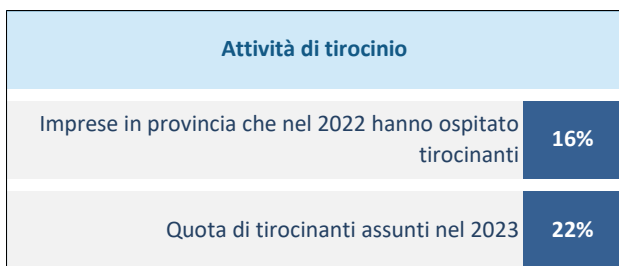 Attività di tirocinio
Imprese in provincia che nel 2022 hanno ospitato
tirocinanti
16%
Quota di tirocinanti assunti nel 2023
22%